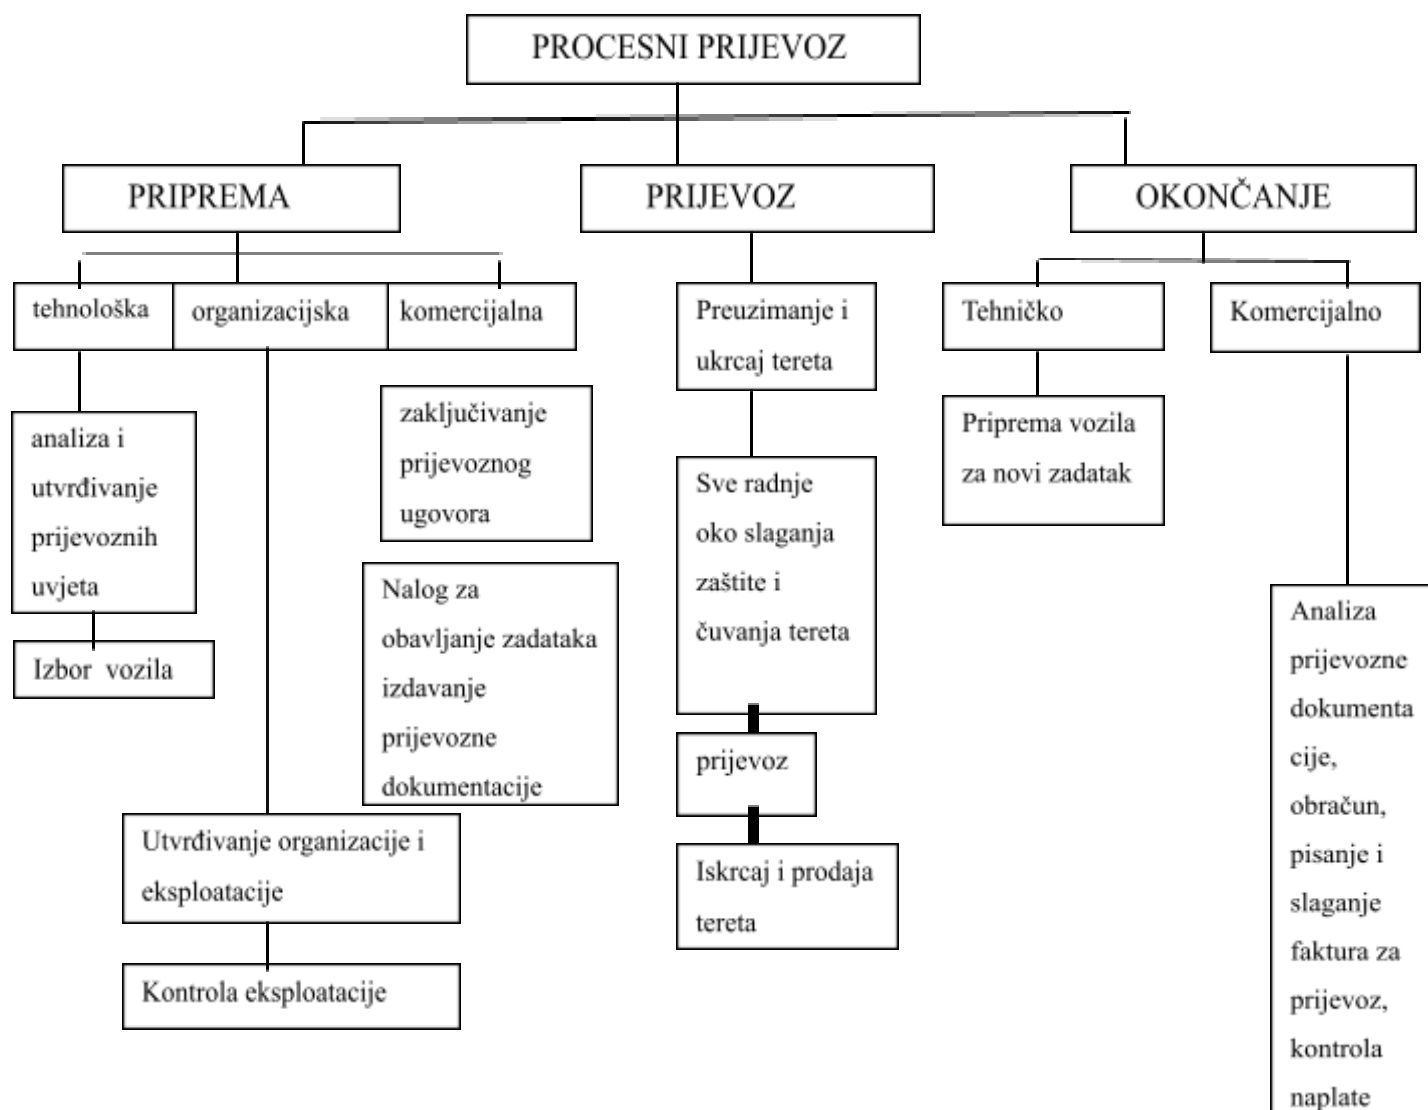 PROCESNI PRIJEVOZ
PRIPREMA
PRIJEVOZ
OKONČANJE
tehnološka
organizacijska
komercijalna
Preuzimanje i
ukrcaj tereta
Tehničko
Komercijalno
analiza i
utvrđivanje
prijevoznih
uvjeta
Izbor vozila
zaključivanje
prijevoznog
ugovora
Nalog za
obavljanje zadataka
izdavanje
prijevozne
dokumentacije
Utvrđivanje organizacije i
eksploatacije
Kontrola eksploatacije
Sve radnje
oko slaganja
zaštite i
čuvanja tereta
prijevoz
Iskrcaj i prodaja
tereta
Priprema vozila
za novi zadatak
Analiza
prijevozne
dokumenta
cije,
obračun,
pisanje i
slaganje
faktura za
prijevoz,
kontrola
naplate